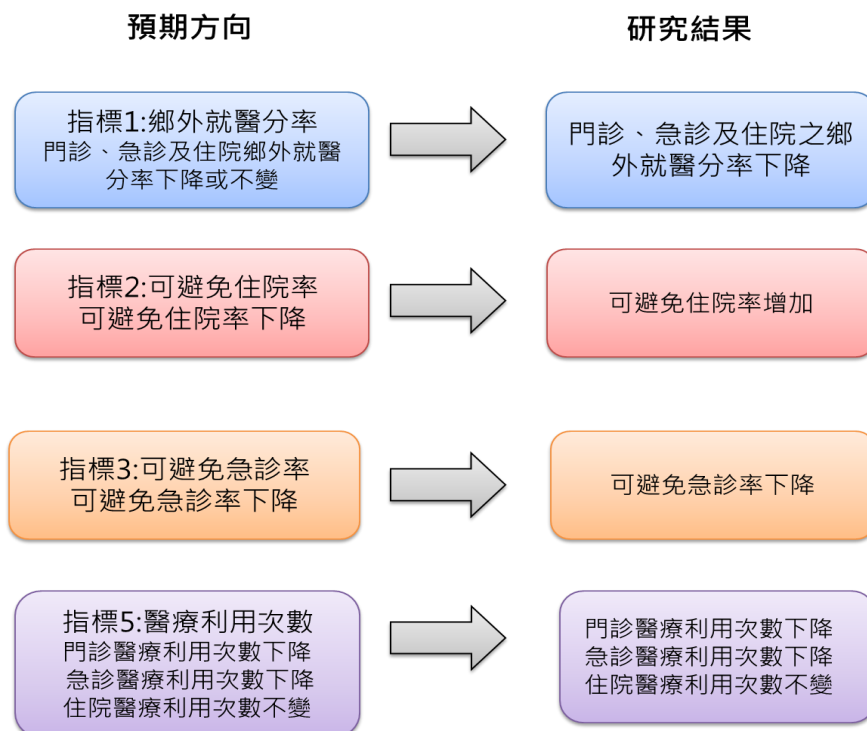 預期方向
研究結果
指標1:鄉外就醫分率
門診、急診及住院鄉外就醫
分率下降或不變
門診、急診及住院之鄉
外就醫分率下降
指標2:可避免住院率
可避免住院率下降
可避免住院率增加
指標3:可避免急診率
可避免急診率下降
可避免急診率下降
指標5:醫療利用次數
門診醫療利用次數下降
急診醫療利用次數下降
住院醫療利用次數不變
門診醫療利用次數下降
急診醫療利用次數下降
住院醫療利用次數不變